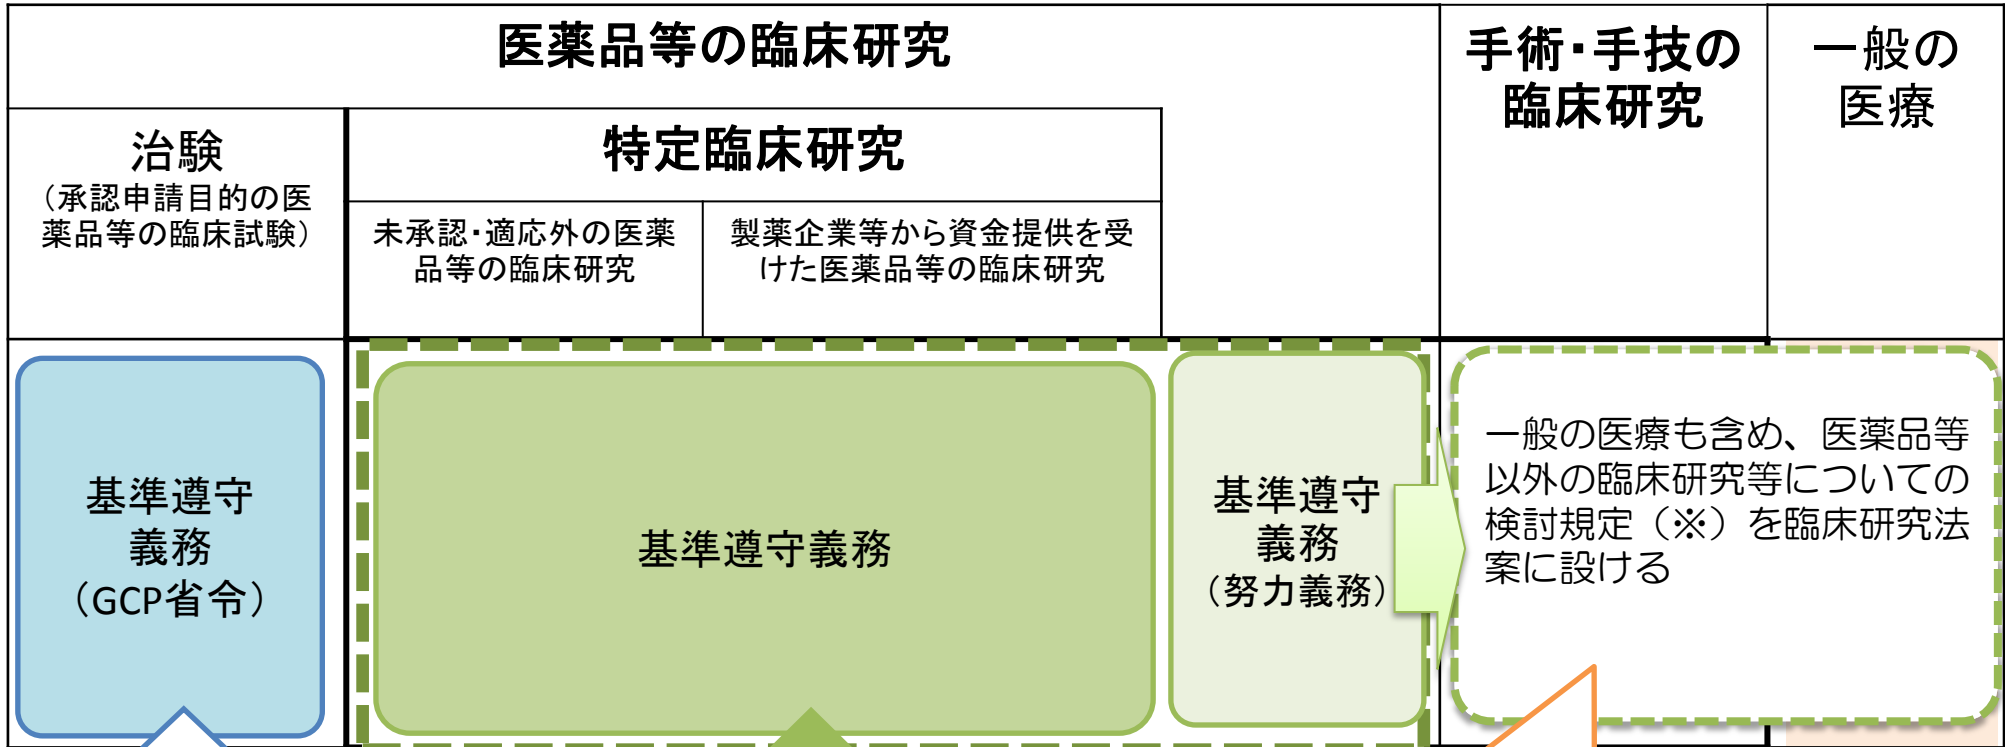 医薬品等の臨床研究
手術・手技の
臨床研究
一般の
医療
治験
（承認申請目的の医
薬品等の臨床試験）
特定臨床研究
未承認・適応外の医薬
品等の臨床研究
製薬企業等から資金提供を受
けた医薬品等の臨床研究
基準遵守
義務
（GCP省令）
基準遵守義務
基準遵守
義務
（努力義務）
一般の医療も含め、医薬品等
以外の臨床研究等についての
検討規定（※）を臨床研究法
案に設ける